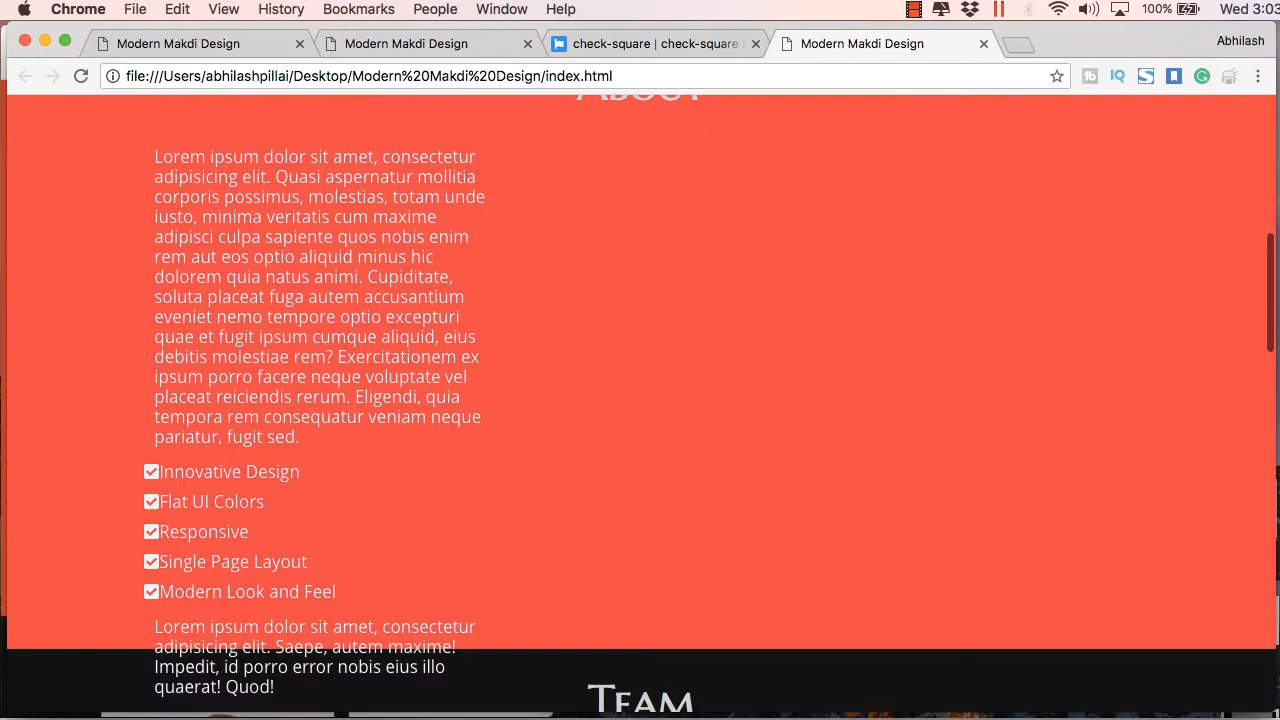 Chrome File Edit View History Bookmarks People Window Help 100% Wed 3:03
Modern Makdi Design
Modern Makdi Design
check-square | check-square
Modern Makdi Design
Abhilash
file:///Users/abhilashpillai/Desktop/Modern%20Makdi%20Design/index.html
IQ
About
Lorem ipsum dolor sit amet, consectetur
adipisicing elit. Quasi aspernatur mollitia
corporis possimus, molestias, totam unde
iusto, minima veritatis cum maxime
adipisci culpa sapiente quos nobis enim
rem aut eos optio aliquid minus hic
dolorem quia natus animi. Cupiditate,
soluta placeat fuga autem accusantium
eveniet nemo tempore optio excepturi
quae et fugit ipsum cumque aliquid, eius
debitis molestiae rem? Exercitationem ex
ipsum porro facere neque voluptate vel
placeat reiciendis rerum. Eligendi, quia
tempora rem consequatur veniam neque
pariatur, fugit sed.
Innovative Design
Flat UI Colors
Responsive
Single Page Layout
Modern Look and Feel
Lorem ipsum dolor sit amet, consectetur
adipisicing elit. Saepe, autem maxime!
Impedit, id porro error nobis eius illo
quaerat! Quod!
Team